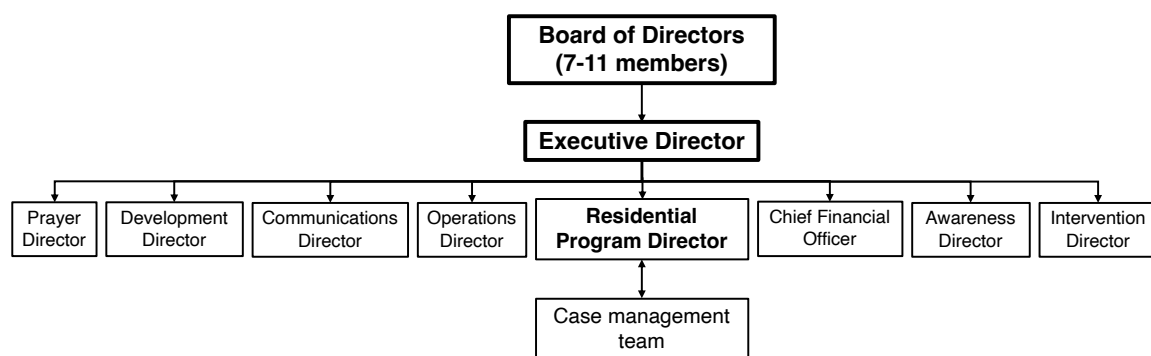 Board of Directors
(7-11 members)
Executive Director
Prayer
Director
Development
Director
Communications
Director
Operations
Director
Residential
Program Director
Chief Financial
Officer
Awareness
Director
Intervention
Director
Case management
team